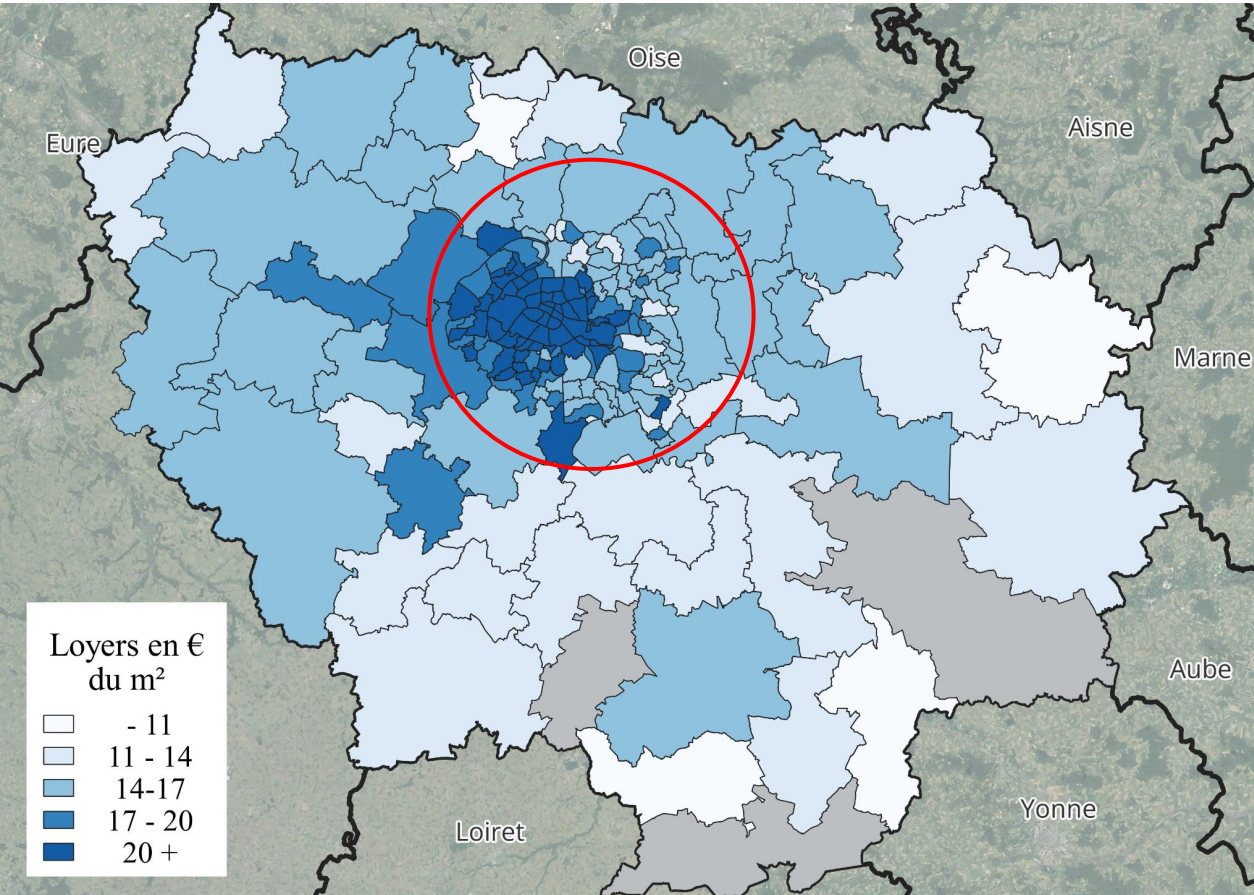 Oise
Eure
Aisne
Marne
Loyers en €
du m²
- 11
11 - 14
14-17
17 - 20
20 +
Aube
Yonne
Loiret